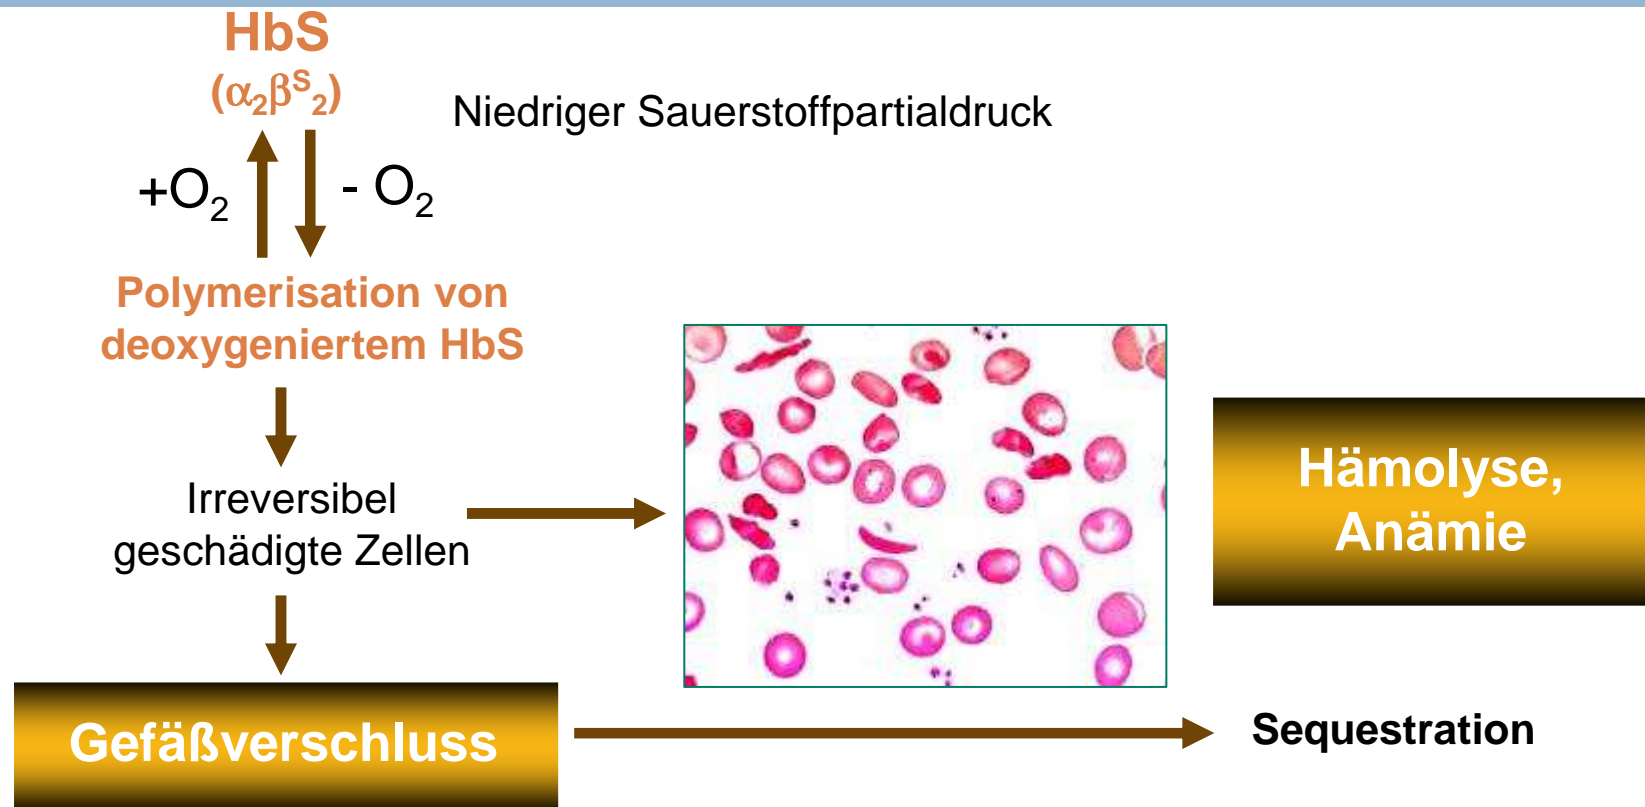 HbS
(α₂βˢ₂)
Niedriger Sauerstoffpartialdruck
+O₂
- O₂
Polymerisation von
deoxygeniertem HbS
Irreversibel
geschädigte Zellen
Hämolyse,
Anämie
Gefäßverschluss
Sequestration